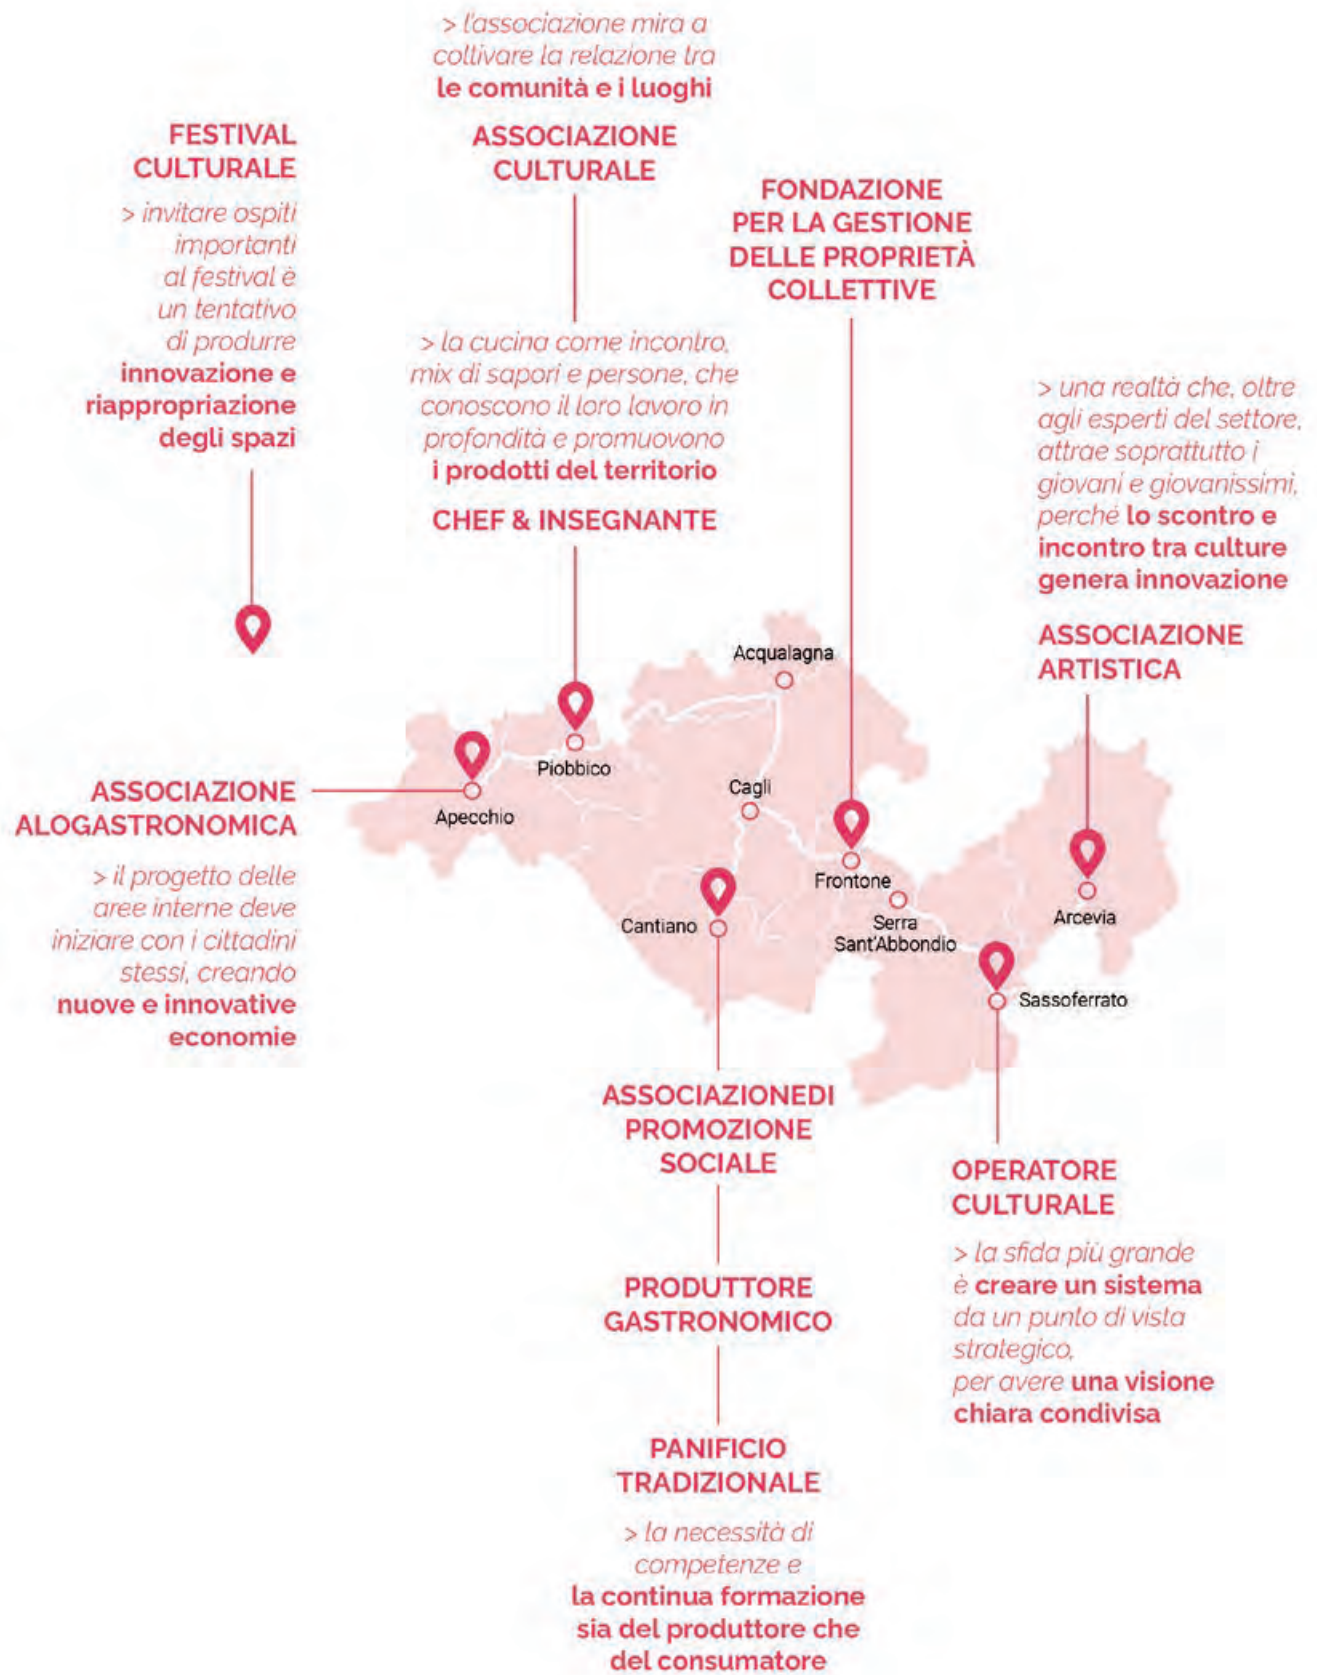 > l'associazione mira a
coltivare la relazione tra
le comunità e i luoghi
ASSOCIAZIONE
CULTURALE
FESTIVAL
CULTURALE
> invitare ospiti
importanti
al festival è
un tentativo
di produrre
innovazione e
riappropriazione
degli spazi
FONDAZIONE
PER LA GESTIONE
DELLE PROPRIETÀ
COLLETTIVE
> la cucina come incontro,
mix di sapori e persone, che
conoscono il loro lavoro in
profondità e promuovono
i prodotti del territorio
CHEF & INSEGNANTE
> una realtà che, oltre
agli esperti del settore,
attrae soprattutto i
giovani e giovanissimi,
perché lo scontro e
incontro tra culture
genera innovazione
ASSOCIAZIONE
ARTISTICA
Acqualagna
Piobbico
Cagli
Apecchio
Frontone
Cantiano
Serra
Sant'Abbondio
Arcevia
Sassoferrato
ASSOCIAZIONE
ALOGASTRONOMICA
> il progetto delle
aree interne deve
iniziare con i cittadini
stessi, creando
nuove e innovative
economie
ASSOCIAZIONEDI
PROMOZIONE
SOCIALE
PRODUTTORE
GASTRONOMICO
PANIFICIO
TRADIZIONALE
> la necessità di
competenze e
la continua formazione
sia del produttore che
del consumatore
OPERATORE
CULTURALE
> la sfida più grande
è creare un sistema
da un punto di vista
strategico,
per avere una visione
chiara condivisa